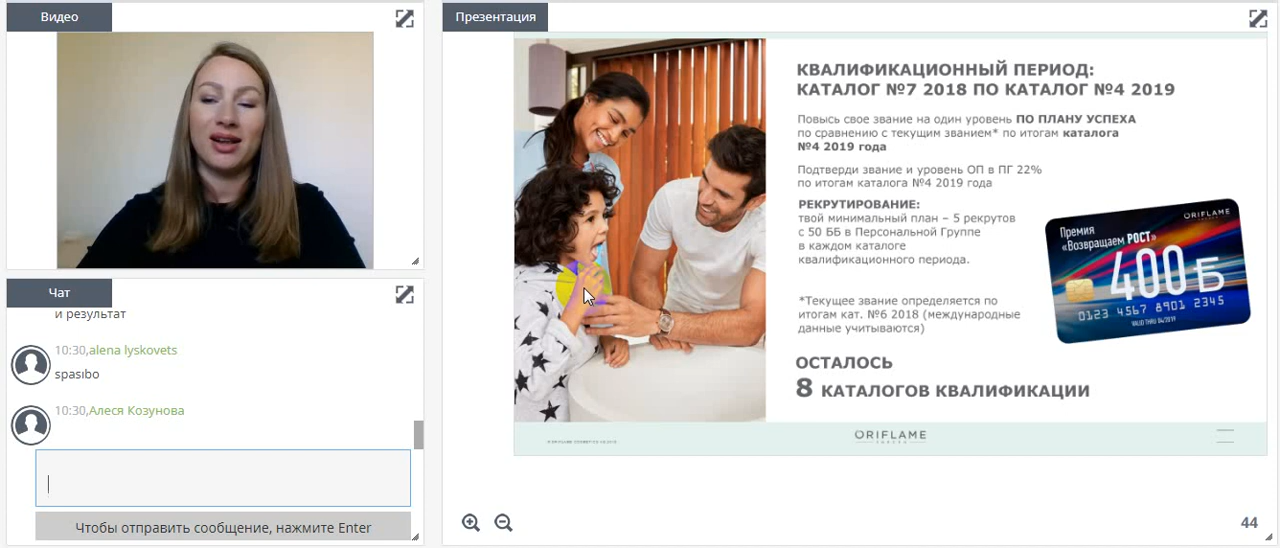 Видео
Чат
и результат
10:30,alena lyskovets
spasıbo
10:30,Алеся Козунова
Чтобы отправить сообщение, нажмите Enter
Презентация
КВАЛИФИКАЦИОННЫЙ ПЕРИОД:
КАТАЛОГ №7 2018 ПО КАТАЛОГ №4 2019
Повысь свое звание на один уровень ПО ПЛАНУ УСПЕХА
по сравнению с текущим званием* по итогам каталога
№4 2019 года
Подтверди звание и уровень ОП в ПГ 22%
по итогам каталога №4 2019 года
РЕКРУТИРОВАНИЕ:
твой минимальный план – 5 рекрутов
с 50 ББ в Персональной Группе
в каждом каталоге
квалификационного периода.
*Текущее звание определяется по
итогам кат. №6 2018 (международные
данные учитываются)
ОСТАЛОСЬ
8 КАТАЛОГОВ КВАЛИФИКАЦИИ
ORIFLAME
Премия
«Возвращаем РОСТ»
400 Б
0123 4567 8901 2345
VALID THRU 04/2019
ORIFLAME
44